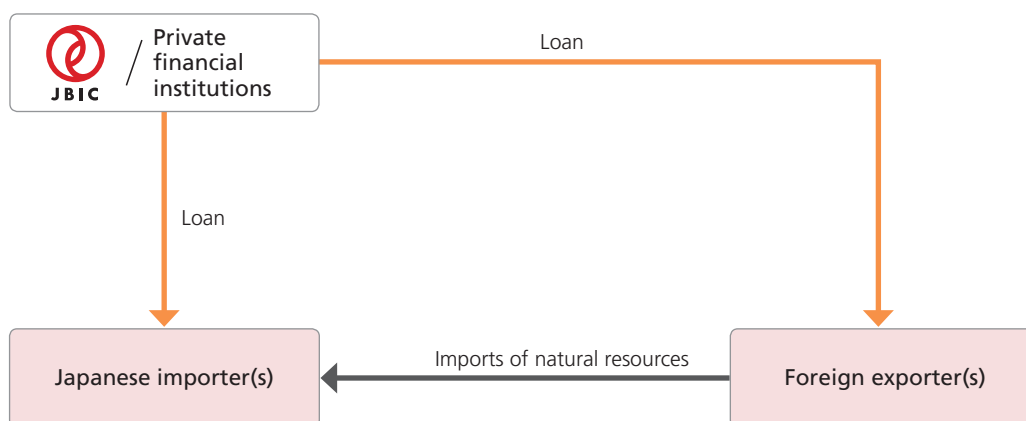 JBIC
/
Private
financial
institutions
Loan
Loan
Japanese importer(s)
Imports of natural resources
Foreign exporter(s)